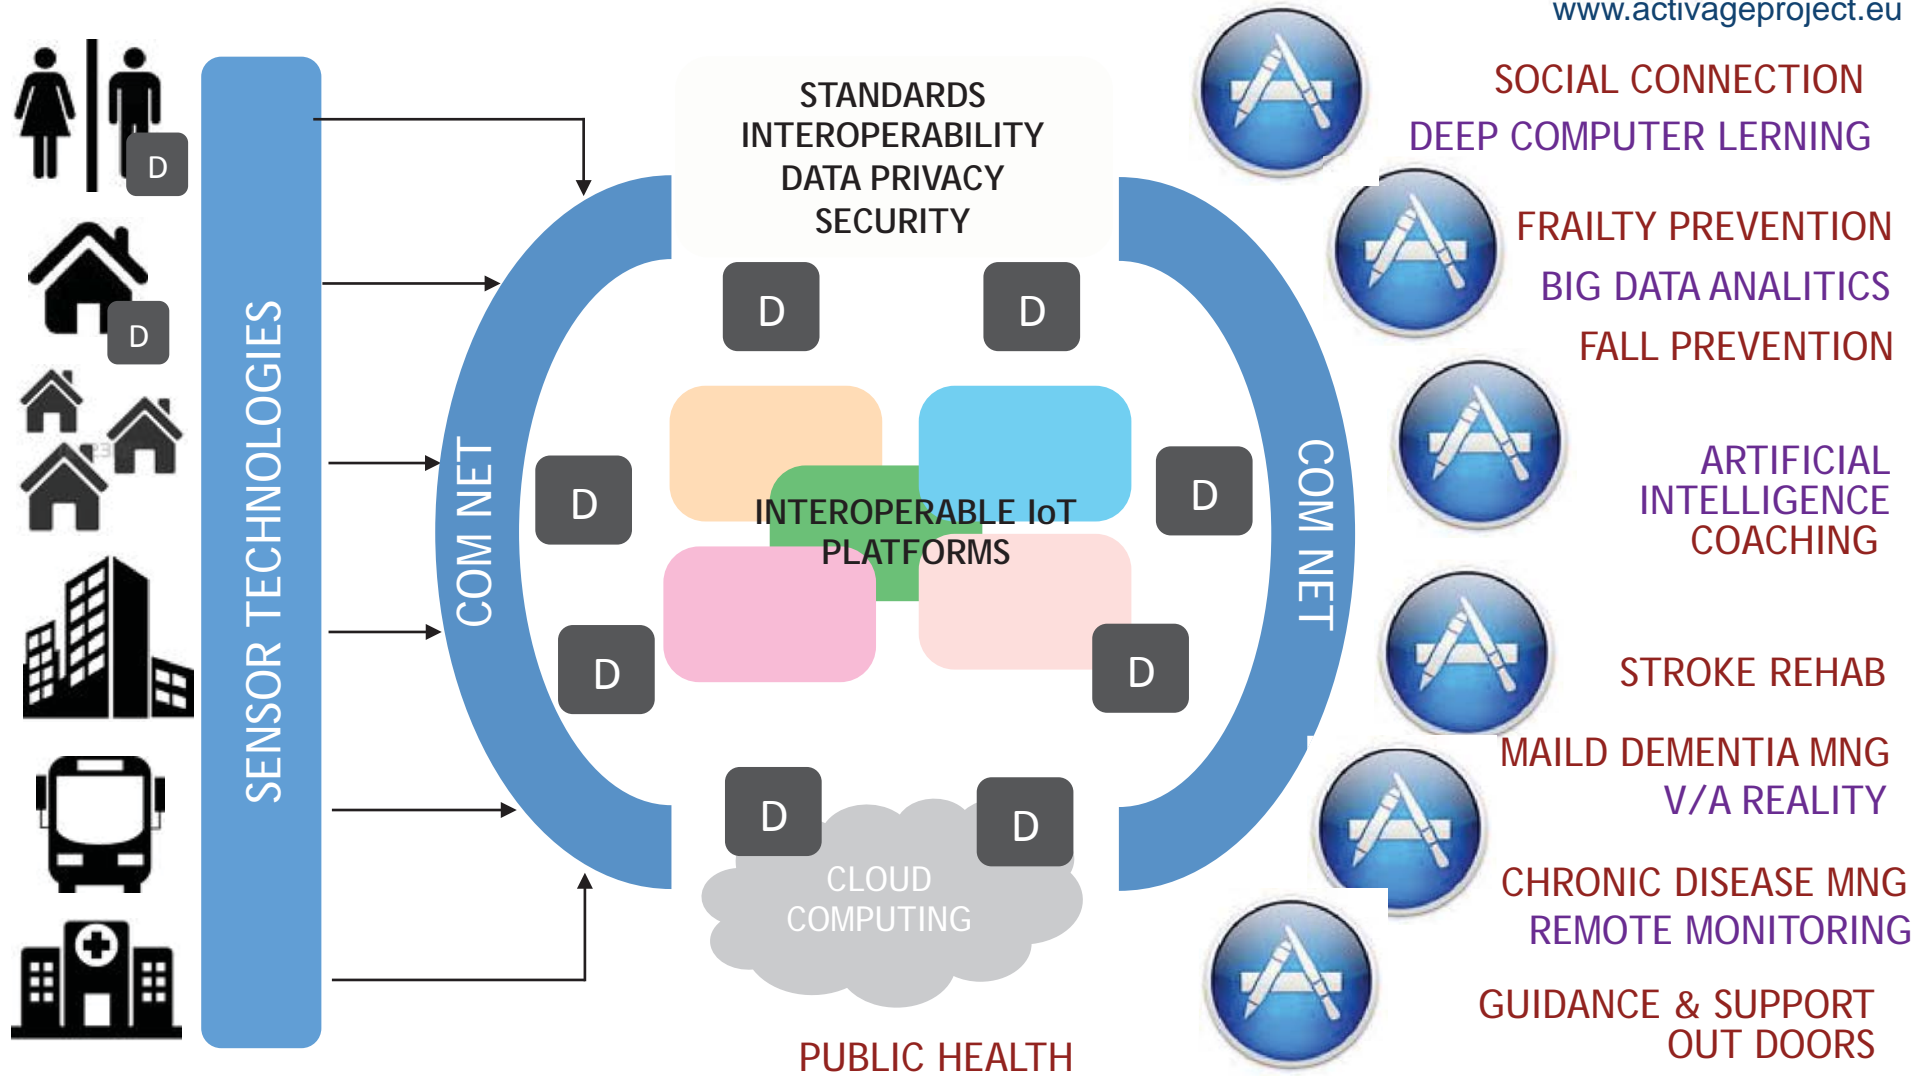 www.activageproject.eu
D
D
SENSOR TECHNOLOGIES
COM NET
STANDARDS
INTEROPERABILITY
DATA PRIVACY
SECURITY
D
D
D
D
D
D
D
D
INTEROPERABLE IoT
PLATFORMS
CLOUD
COMPUTING
PUBLIC HEALTH
COM NET
SOCIAL CONNECTION
DEEP COMPUTER LERNING
FRAILTY PREVENTION
BIG DATA ANALITICS
FALL PREVENTION
ARTIFICIAL
INTELLIGENCE
COACHING
STROKE REHAB
MAILD DEMENTIA MNG
V/A REALITY
CHRONIC DISEASE MNG
REMOTE MONITORING
GUIDANCE & SUPPORT
OUT DOORS